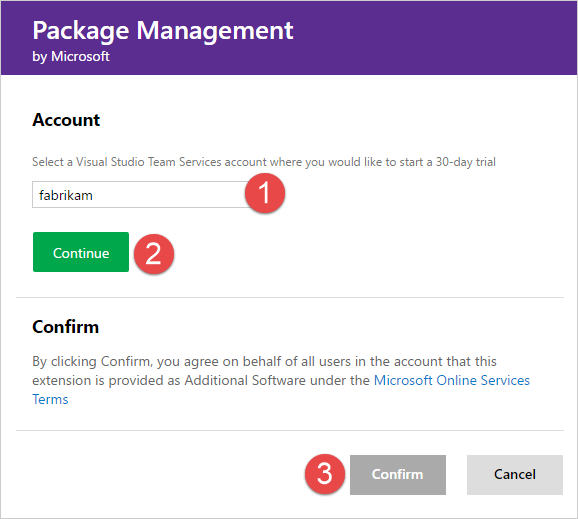 Package Management
by Microsoft
Account
Select a Visual Studio Team Services account where you would like to start a 30-day trial
fabrikam
1
Continue
2
Confirm
By clicking Confirm, you agree on behalf of all users in the account that this
extension is provided as Additional Software under the Microsoft Online Services
Terms
3
Confirm
Cancel